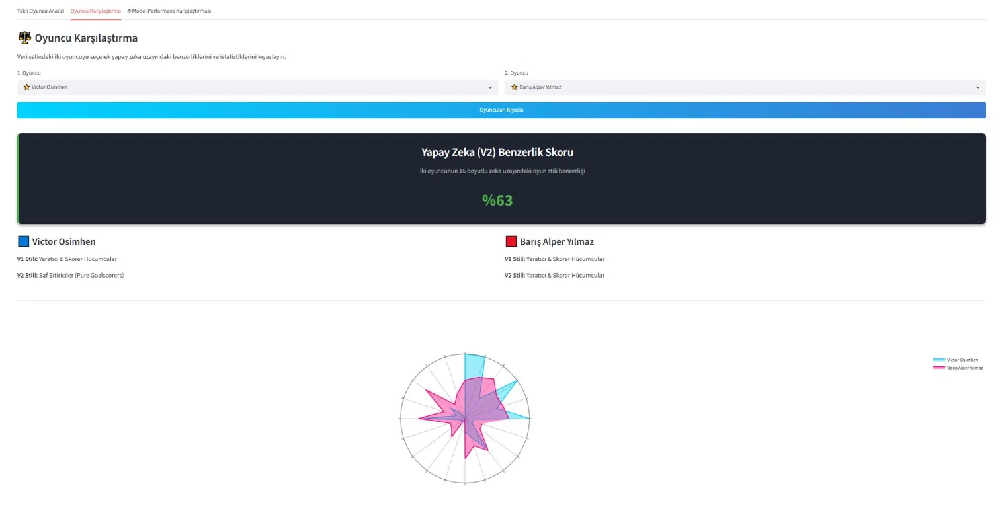 Tekli Oyuncu Analizi Oyuncu Karşılaştırma Model Performans Karşılaştırması
Oyuncu Karşılaştırma
Veri setindeki iki oyuncuyu seçerek yapay zeka uzayındaki benzerliklerini ve istatistiklerini kıyaslayın.
1. Oyuncu
Victor Osimhen
2. Oyuncu
Barış Alper Yılmaz
Oyuncuları Kıyasla
Yapay Zeka (V2) Benzerlik Skoru
İki oyuncunun 16 boyutlu zeka uzayındaki oyun stili benzerliği
%63
Victor Osimhen
V1 Stili: Yaratıcı & Skorer Hücumcular
V2 Stili: Saf Bitiriciler (Pure Goalscorers)
Barış Alper Yılmaz
V1 Stili: Yaratıcı & Skorer Hücumcular
V2 Stili: Yaratıcı & Skorer Hücumcular
Victor Osimhen
Barış Alper Yılmaz